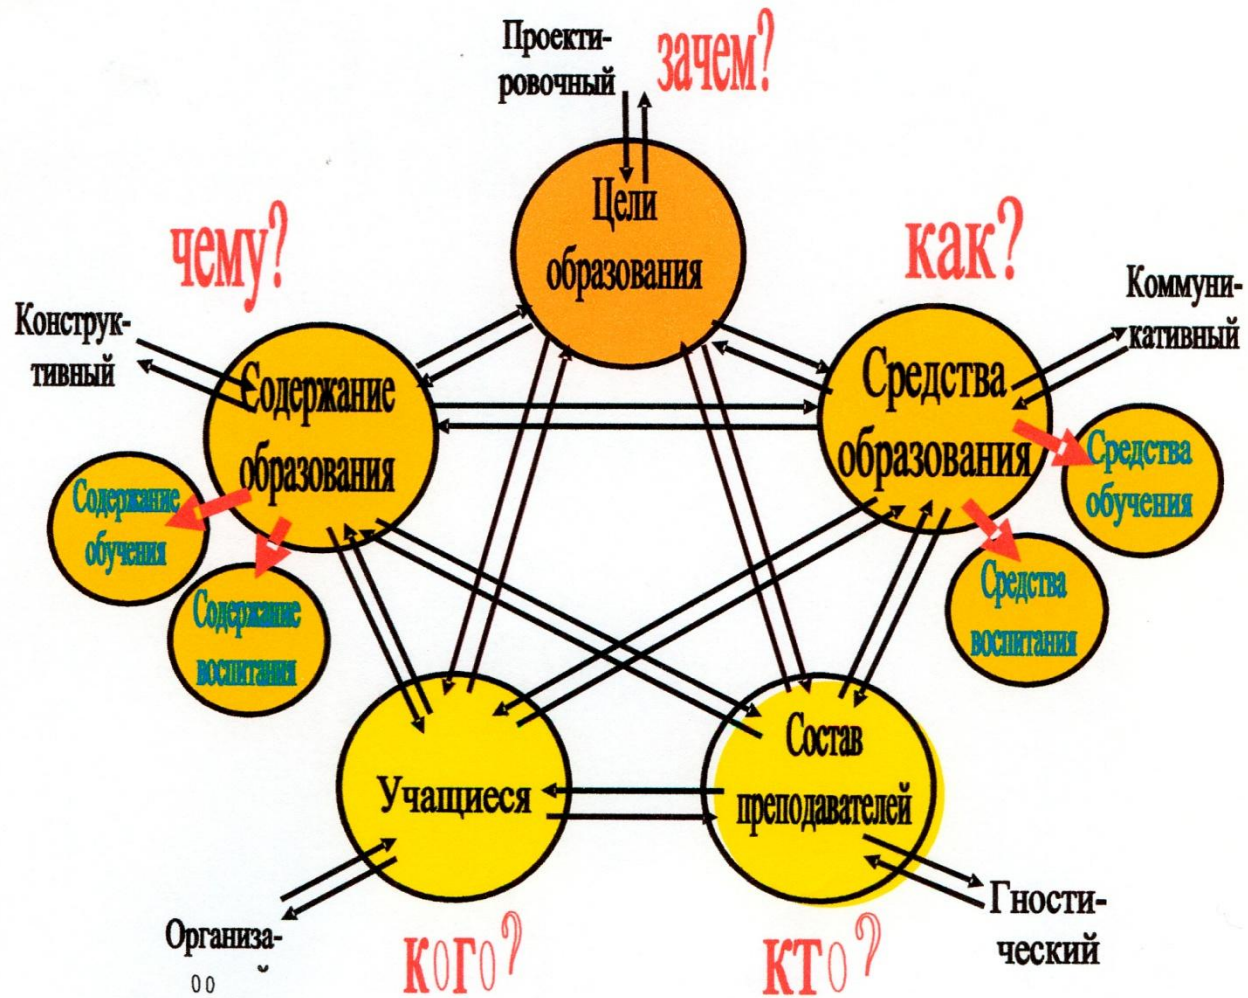 Проекти-
ровочный
зачем?
Цели
образования
чему?
как?
Конструк-
тивный
Коммуни-
кативный
Содержание
образования
Средства
образования
Содержание
обучения
Содержание
воспитания
Средства
обучения
Средства
воспитания
Учащиеся
Состав
преподавателей
Организа-
Гности-
ческий
кого?
кто?